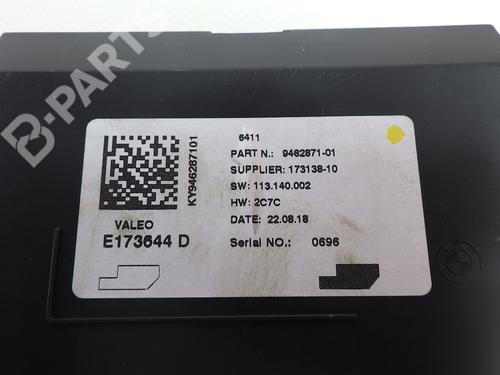 6411
PART N.: 9462871-01
SUPPLIER: 173138-10
SW: 113.140.002
HW: 2C7C
DATE: 22.08.18
Serial NO.: 0696
KY946287101
VALEO
E173644 D